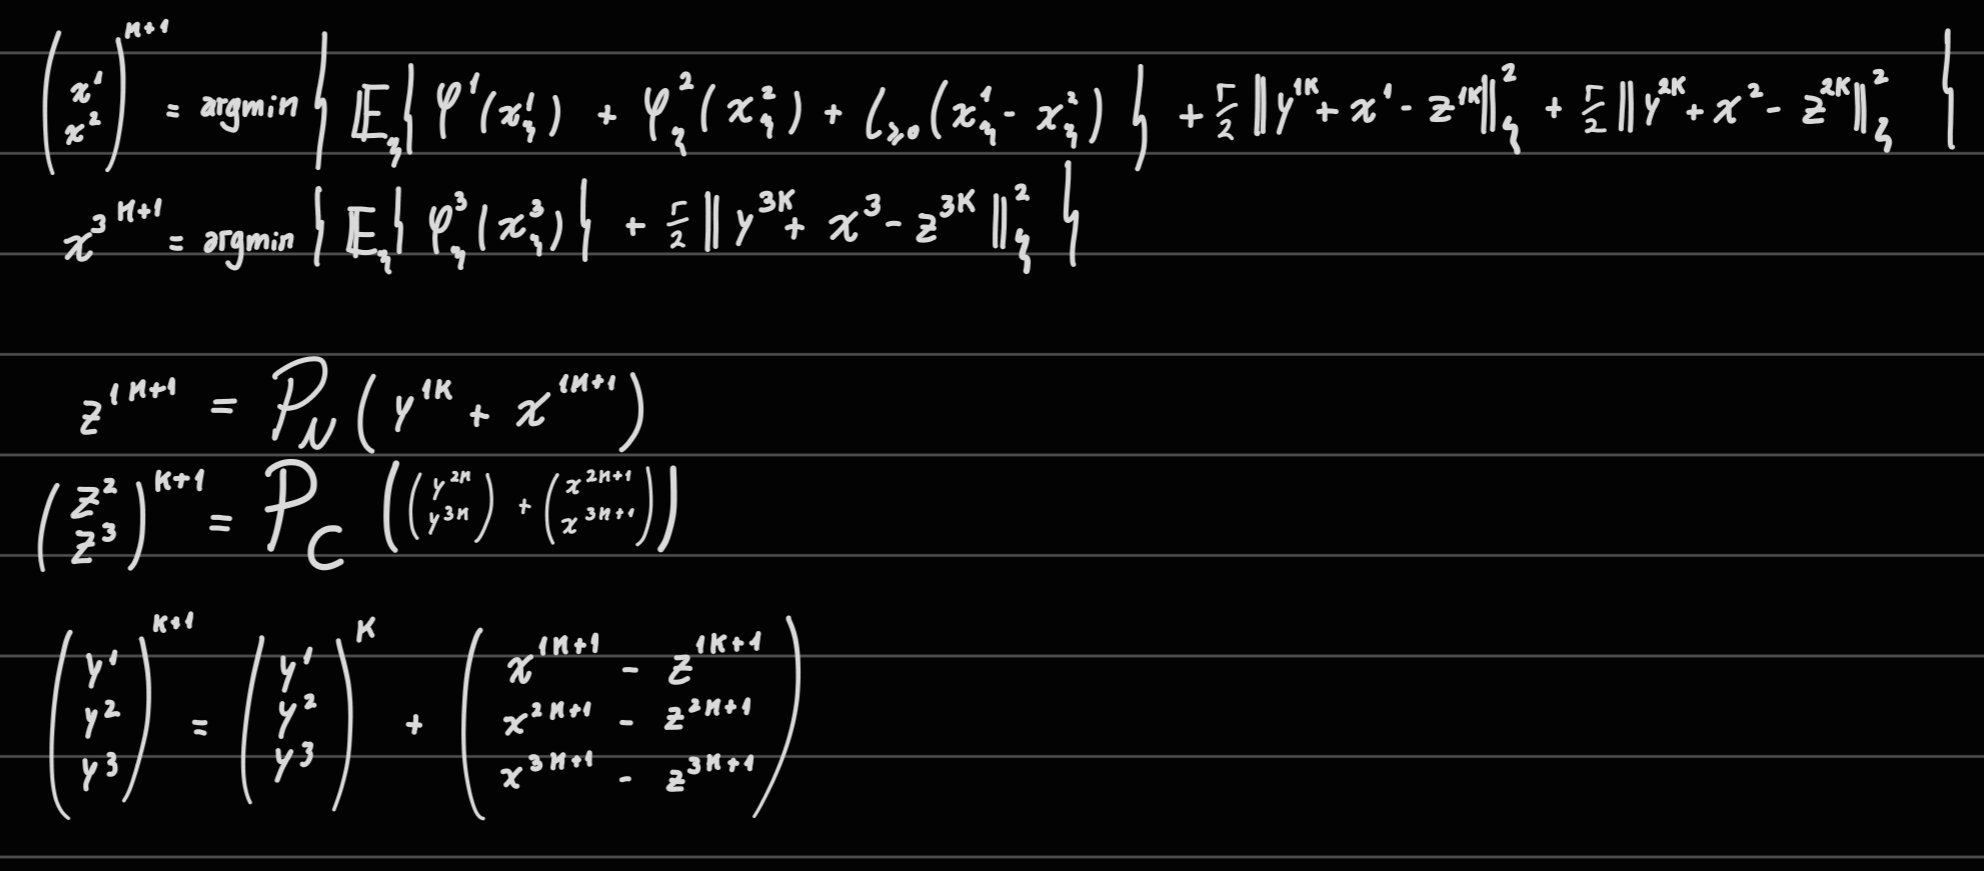 $\begin{pmatrix} x^1 \\ x^2 \end{pmatrix}^{k+1} = \text{argmin} \left\{ \mathbb{E}_\xi \left\{ \varphi^1(x^1_\xi) + \varphi^2_\xi(x^2_\xi) + \iota_{\geq 0}(x^1_\xi - x^2_\xi) \right\} + \frac{r}{2} \| y^{1k} + x^1 - z^{1k} \|^2_\xi + \frac{r}{2} \| y^{2k} + x^2 - z^{2k} \|^2_\xi \right\}$
$x^{3\,k+1} = \text{argmin} \left\{ \mathbb{E}_\xi \left\{ \varphi^3_\xi(x^3_\xi) \right\} + \frac{r}{2} \| y^{3k} + x^3 - z^{3k} \|^2_\xi \right\}$
$z^{1\,k+1} = P_N \left( y^{1k} + x^{1k+1} \right)$
$\begin{pmatrix} z^2 \\ z^3 \end{pmatrix}^{k+1} = P_C \left( \begin{pmatrix} y^{2k} \\ y^{3k} \end{pmatrix} + \begin{pmatrix} x^{2k+1} \\ x^{3k+1} \end{pmatrix} \right)$
$\begin{pmatrix} y^1 \\ y^2 \\ y^3 \end{pmatrix}^{k+1} = \begin{pmatrix} y^1 \\ y^2 \\ y^3 \end{pmatrix}^{k} + \begin{pmatrix} x^{1k+1} - z^{1k+1} \\ x^{2k+1} - z^{2k+1} \\ x^{3k+1} - z^{3k+1} \end{pmatrix}$